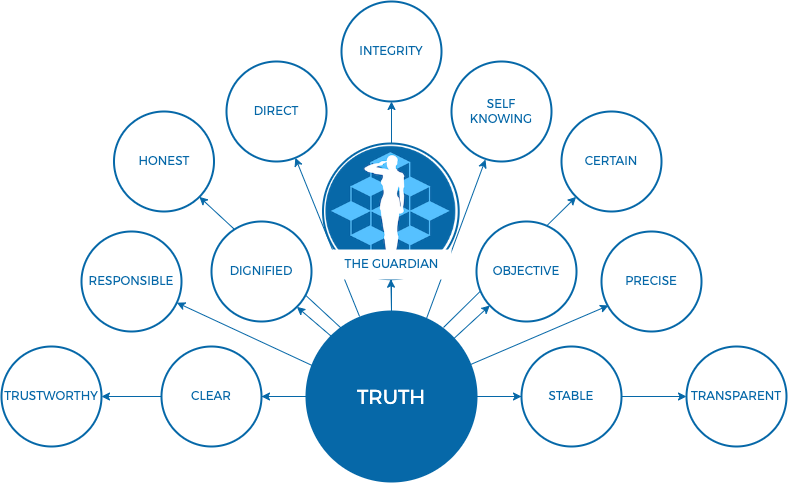 INTEGRITY
DIRECT
SELF
KNOWING
HONEST
CERTAIN
THE GUARDIAN
DIGNIFIED
OBJECTIVE
RESPONSIBLE
PRECISE
TRUSTWORTHY
CLEAR
TRUTH
STABLE
TRANSPARENT